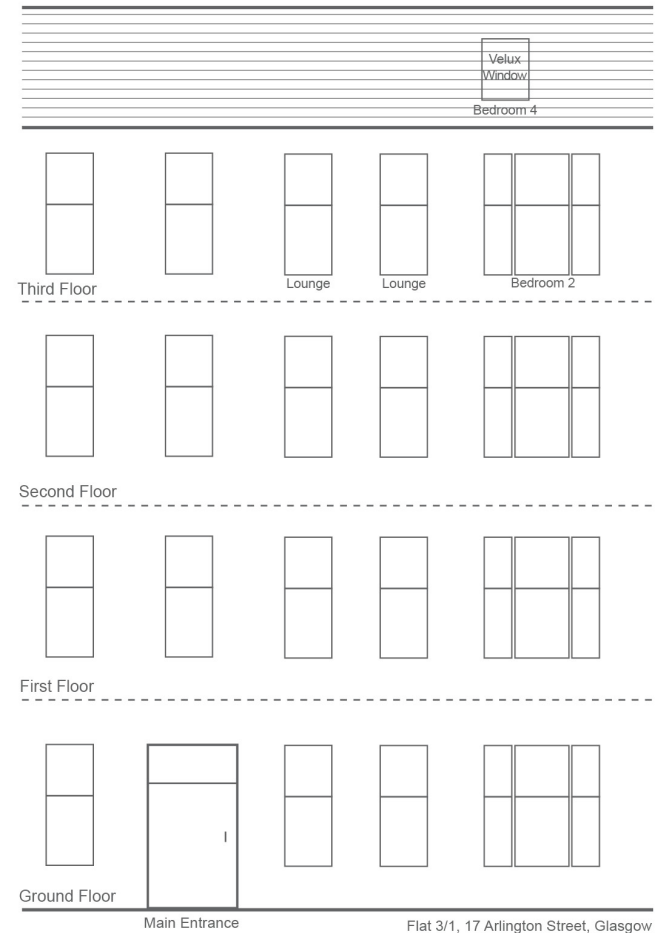 Velux
Window
Bedroom 4
Lounge
Lounge
Bedroom 2
Third Floor
Second Floor
First Floor
Ground Floor
Main Entrance
Flat 3/1, 17 Arlington Street, Glasgow